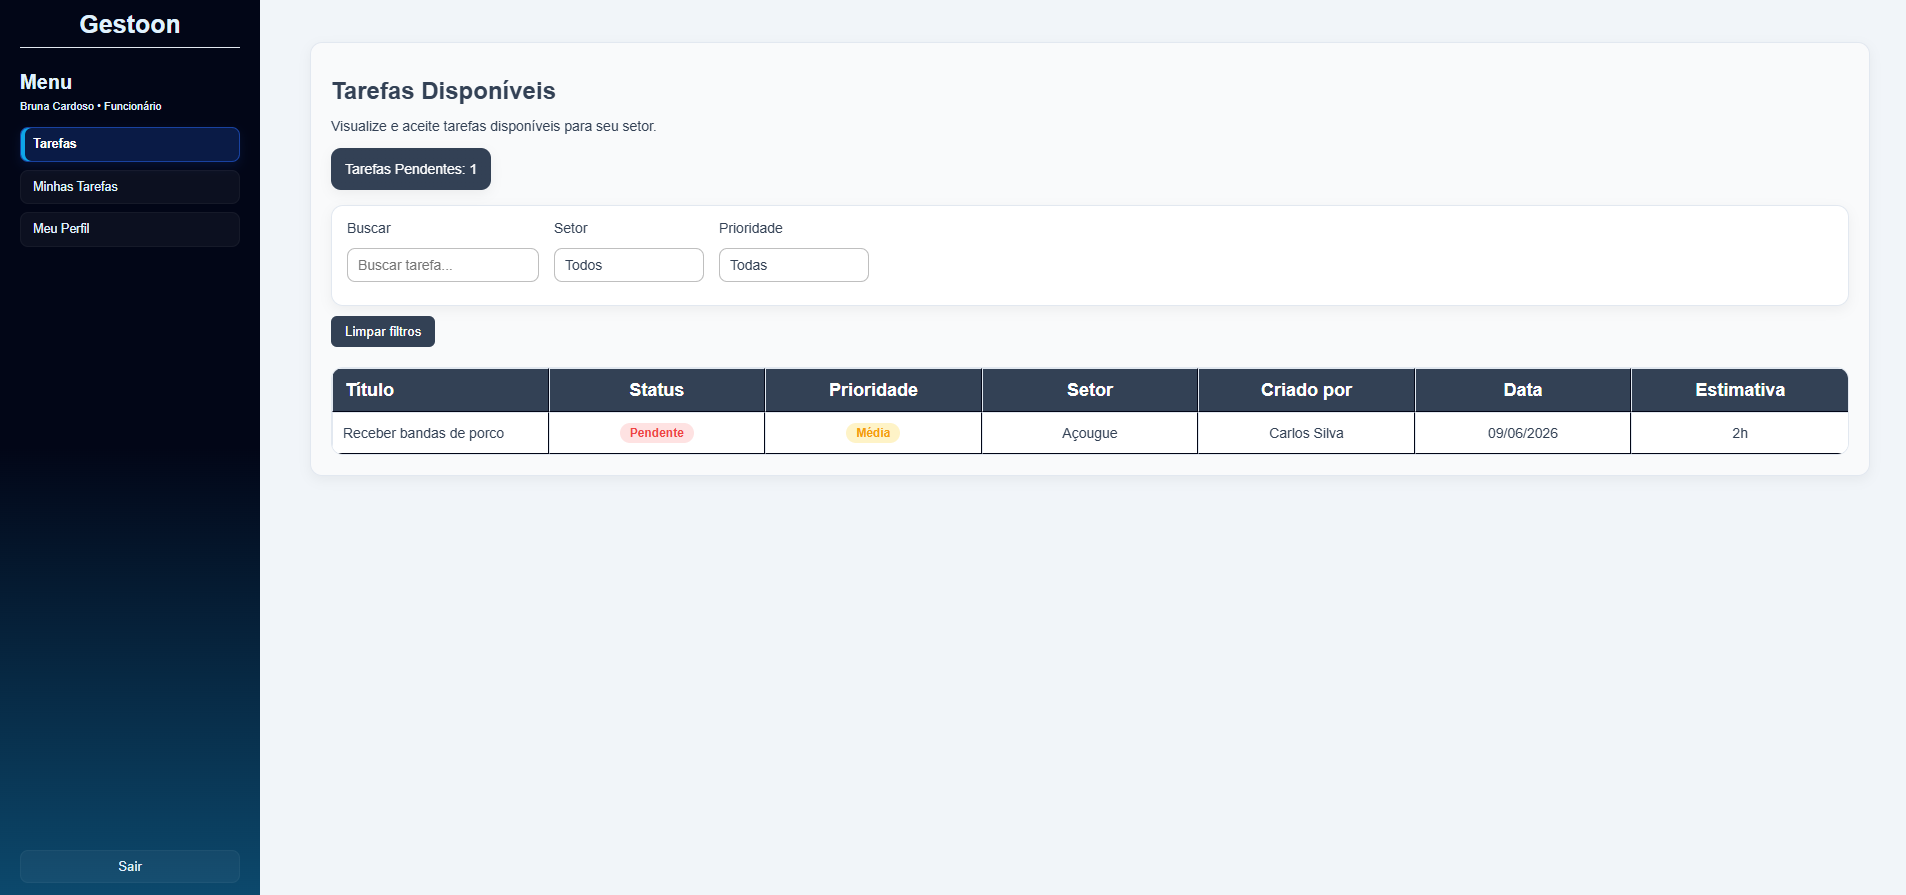 Gestoon
Menu
Bruna Cardoso • Funcionário
Tarefas
Minhas Tarefas
Meu Perfil
Sair
Tarefas Disponíveis
Visualize e aceite tarefas disponíveis para seu setor.
Tarefas Pendentes: 1
Buscar Setor Prioridade
Buscar tarefa... Todos Todas
Limpar filtros
Título Status Prioridade Setor Criado por Data Estimativa
Receber bandas de porco Pendente Média Açougue Carlos Silva 09/06/2026 2h